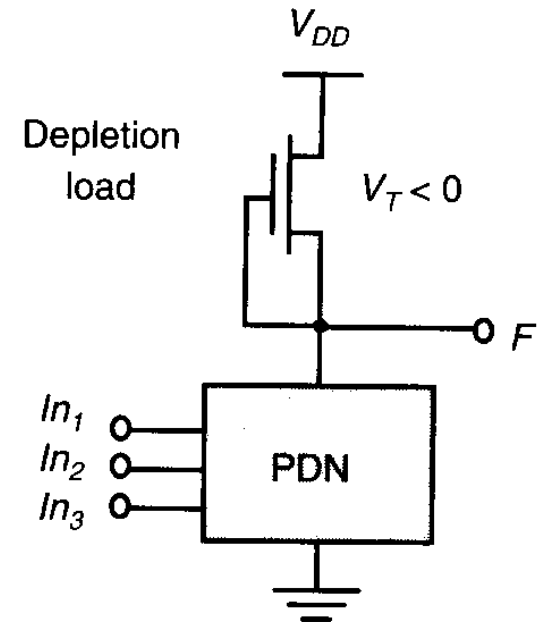 V_DD
Depletion
load
V_T < 0
F
In_1
In_2
In_3
PDN